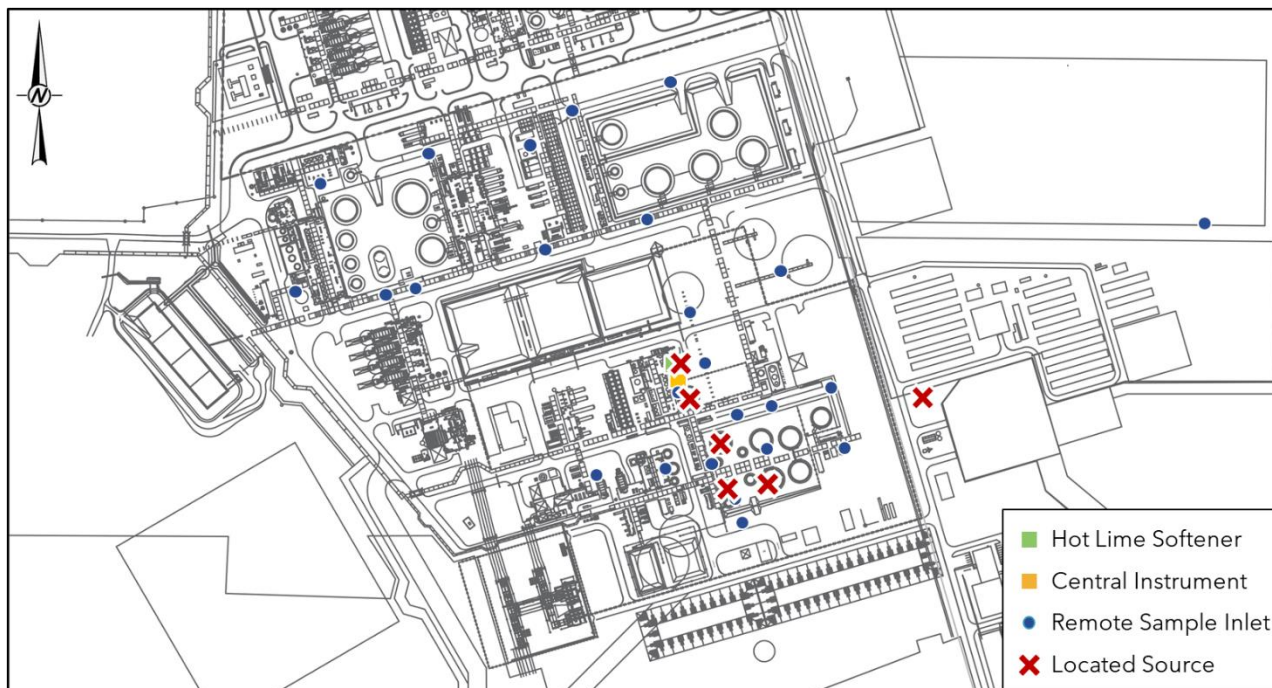 N
Hot Lime Softener
Central Instrument
Remote Sample Inlet
Located Source